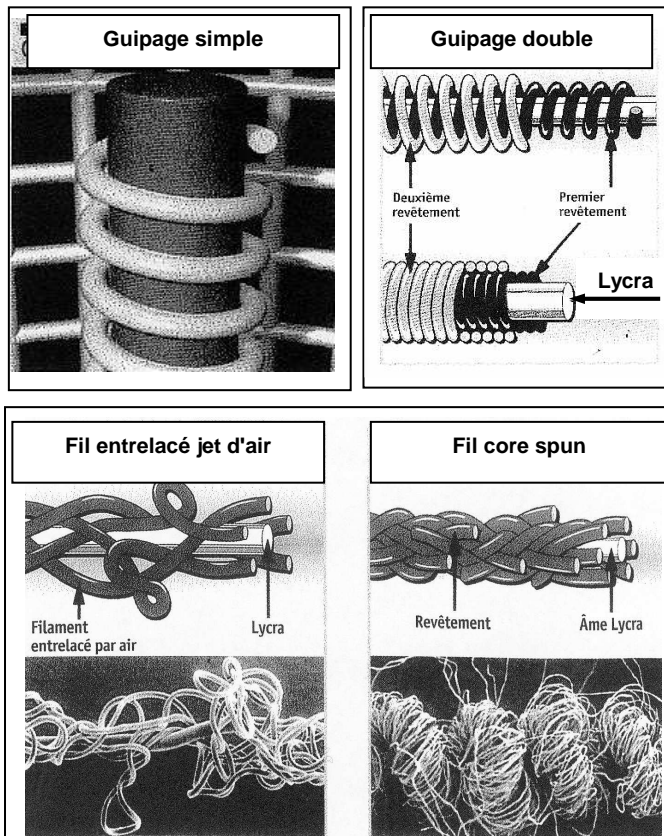 Guipage simple
Guipage double
Deuxième
revêtement
Premier
revêtement
Lycra
Fil entrelacé jet d'air
Fil core spun
Filament
entrelacé par air
Lycra
Revêtement
Âme Lycra